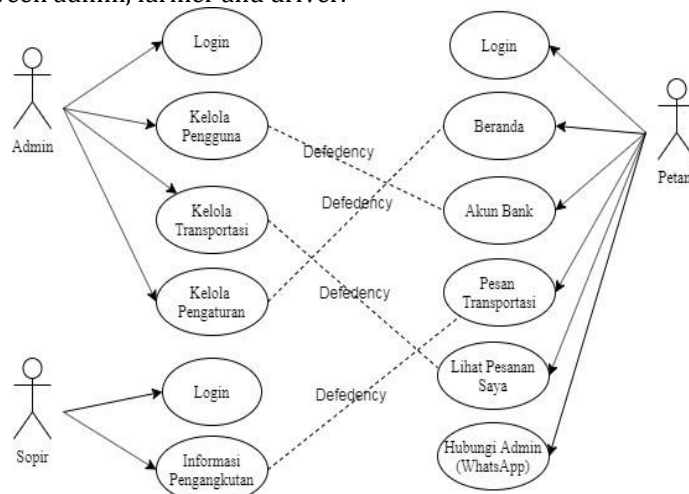 admin, farmer and driver.
Login
Login
Admin
Kelola
Pengguna
Beranda
Defedency
Petan
Defedency
Kelola
Transportasi
Akun Bank
Kelola
Pengaturan
Defedency
Pesan
Transportasi
Login
Lihat Pesanan
Saya
Defedency
Sopir
Informasi
Pengangkutan
Hubungi Admin
(WhatsApp)